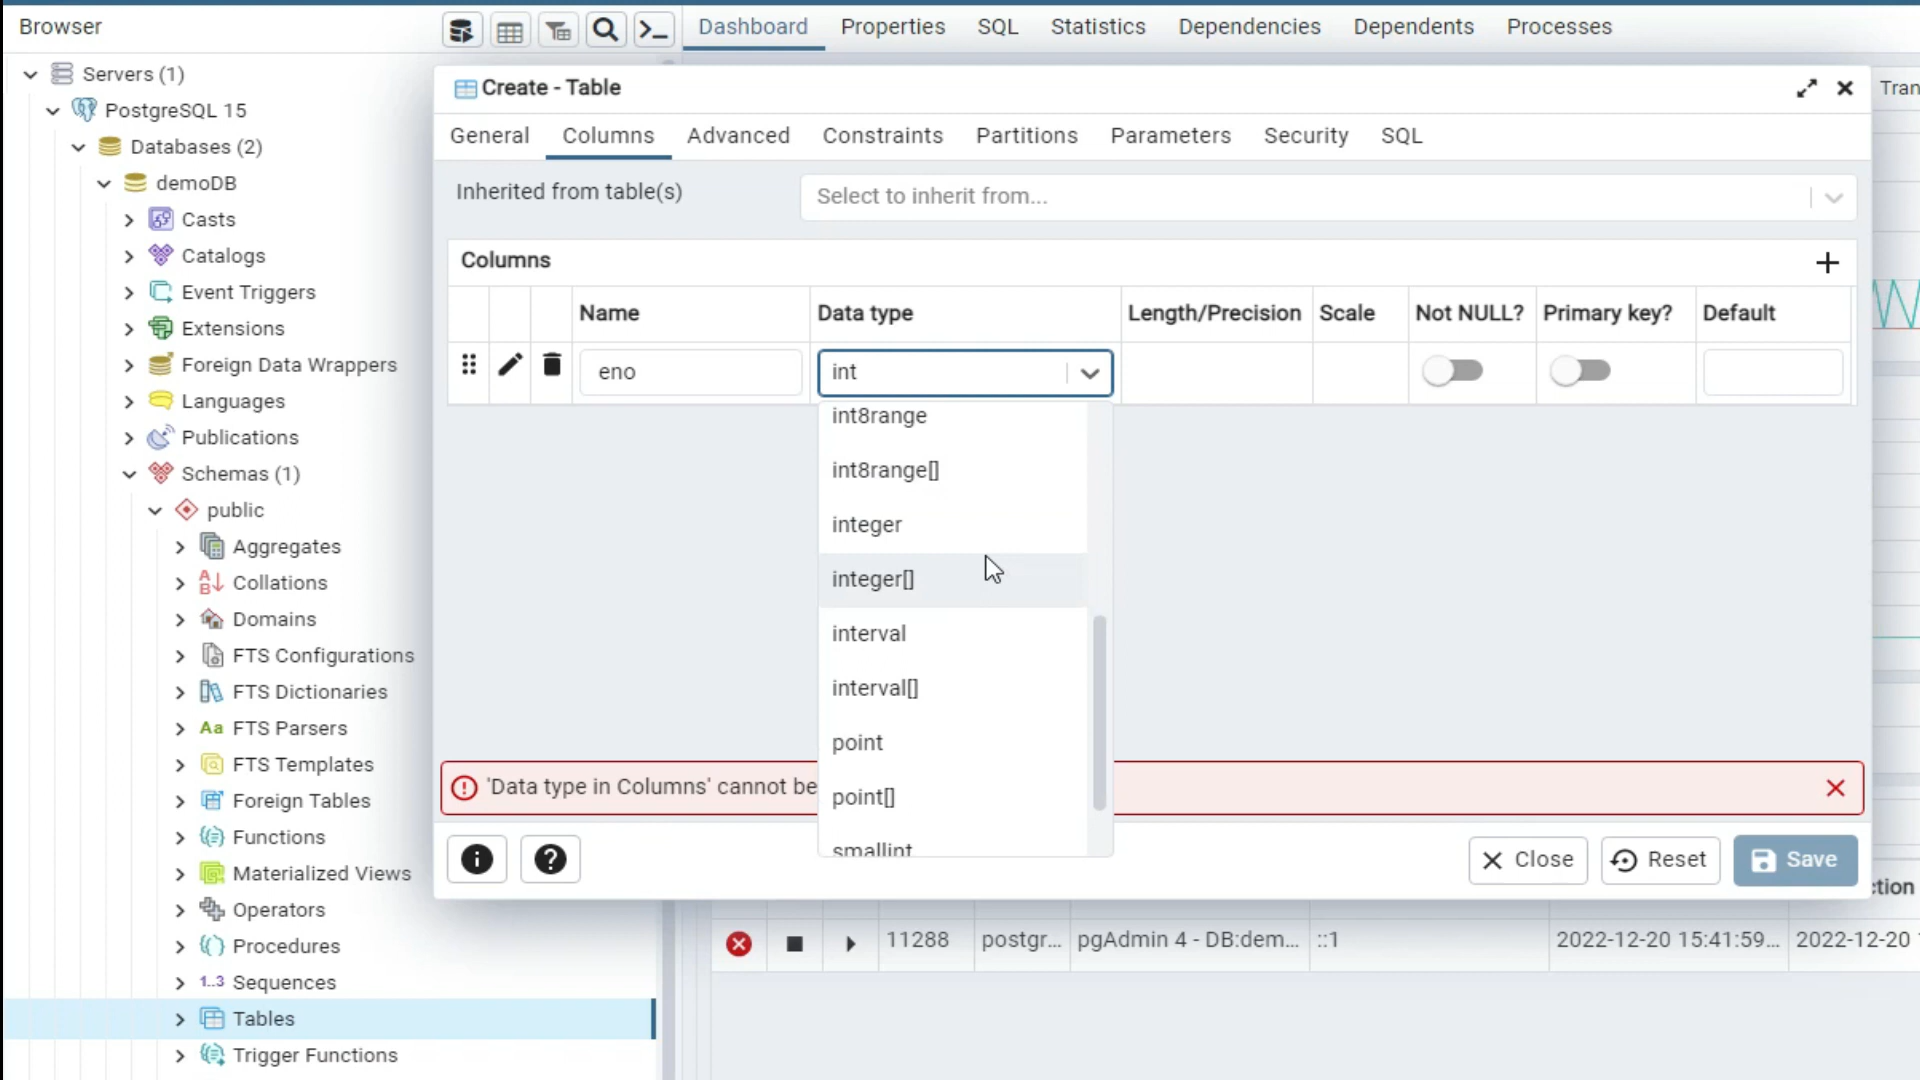 Browser
Dashboard Properties SQL Statistics Dependencies Dependents Processes
Servers (1)
PostgreSQL 15
Databases (2)
demoDB
Casts
Catalogs
Event Triggers
Extensions
Foreign Data Wrappers
Languages
Publications
Schemas (1)
public
Aggregates
Collations
Domains
FTS Configurations
FTS Dictionaries
Aa FTS Parsers
FTS Templates
Foreign Tables
Functions
Materialized Views
Operators
Procedures
1..3 Sequences
Tables
Trigger Functions
Create - Table
Tran
General Columns Advanced Constraints Partitions Parameters Security SQL
Inherited from table(s) Select to inherit from...
Columns
Name Data type Length/Precision Scale Not NULL? Primary key? Default
eno int
int8range
int8range[]
integer
integer[]
interval
interval[]
point
point[]
smallint
'Data type in Columns' cannot be
Close Reset Save
ction
11288 postgr... pgAdmin 4 - DB:dem... ::1 2022-12-20 15:41:59... 2022-12-20